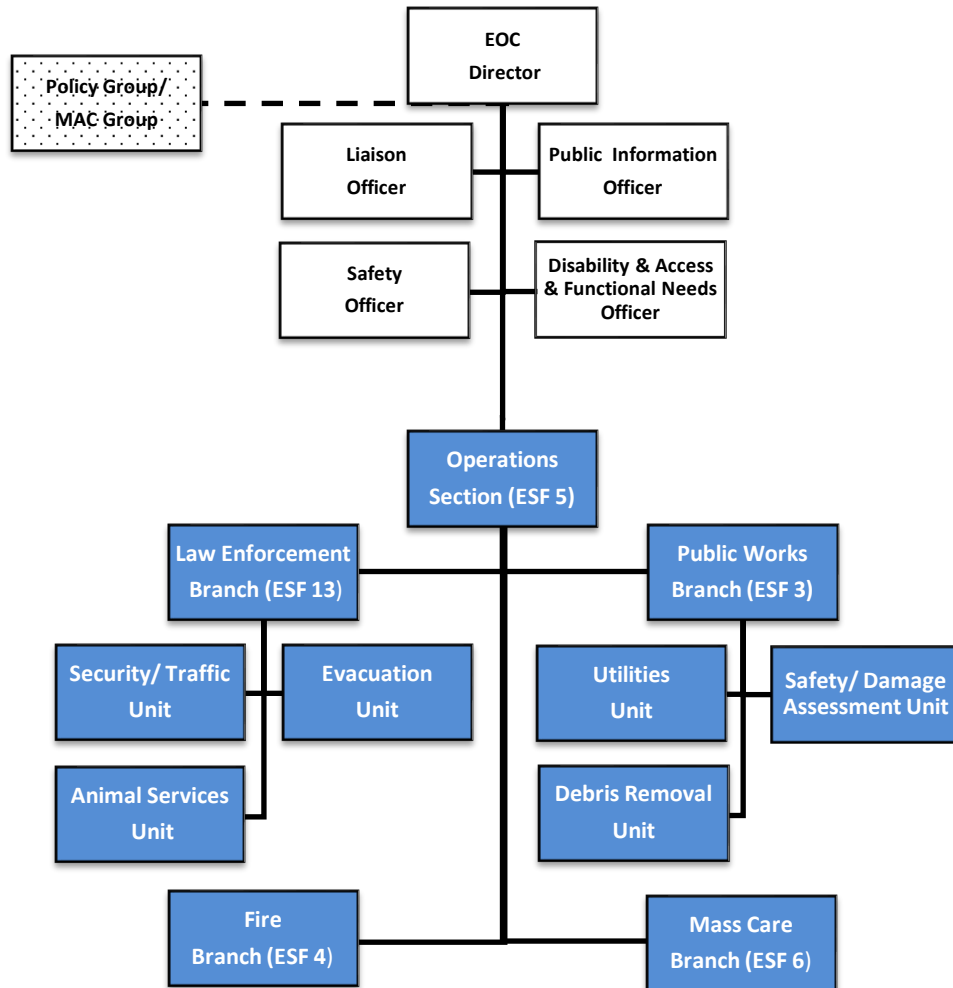 EOC
Director
Policy Group/
MAC Group
Liaison
Officer
Public Information
Officer
Safety
Officer
Disability & Access
& Functional Needs
Officer
Operations
Section (ESF 5)
Law Enforcement
Branch (ESF 13)
Public Works
Branch (ESF 3)
Security/ Traffic
Unit
Evacuation
Unit
Utilities
Unit
Safety/ Damage
Assessment Unit
Animal Services
Unit
Debris Removal
Unit
Fire
Branch (ESF 4)
Mass Care
Branch (ESF 6)